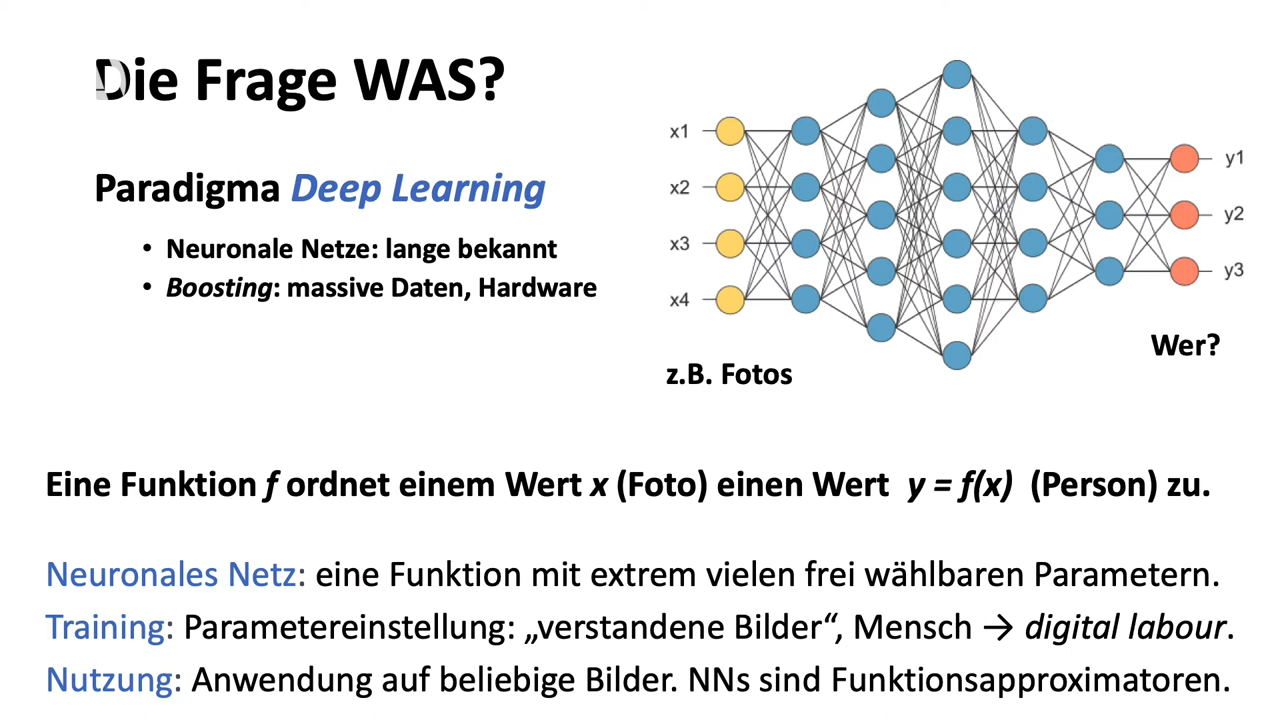 Die Frage WAS?
Paradigma Deep Learning
• Neuronale Netze: lange bekannt
• Boosting: massive Daten, Hardware
x1
x2
x3
x4
y1
y2
y3
z.B. Fotos
Wer?
Eine Funktion f ordnet einem Wert x (Foto) einen Wert y = f(x) (Person) zu.
Neuronales Netz: eine Funktion mit extrem vielen frei wählbaren Parametern.
Training: Parametereinstellung: „verstandene Bilder“, Mensch → digital labour.
Nutzung: Anwendung auf beliebige Bilder. NNs sind Funktionsapproximatoren.